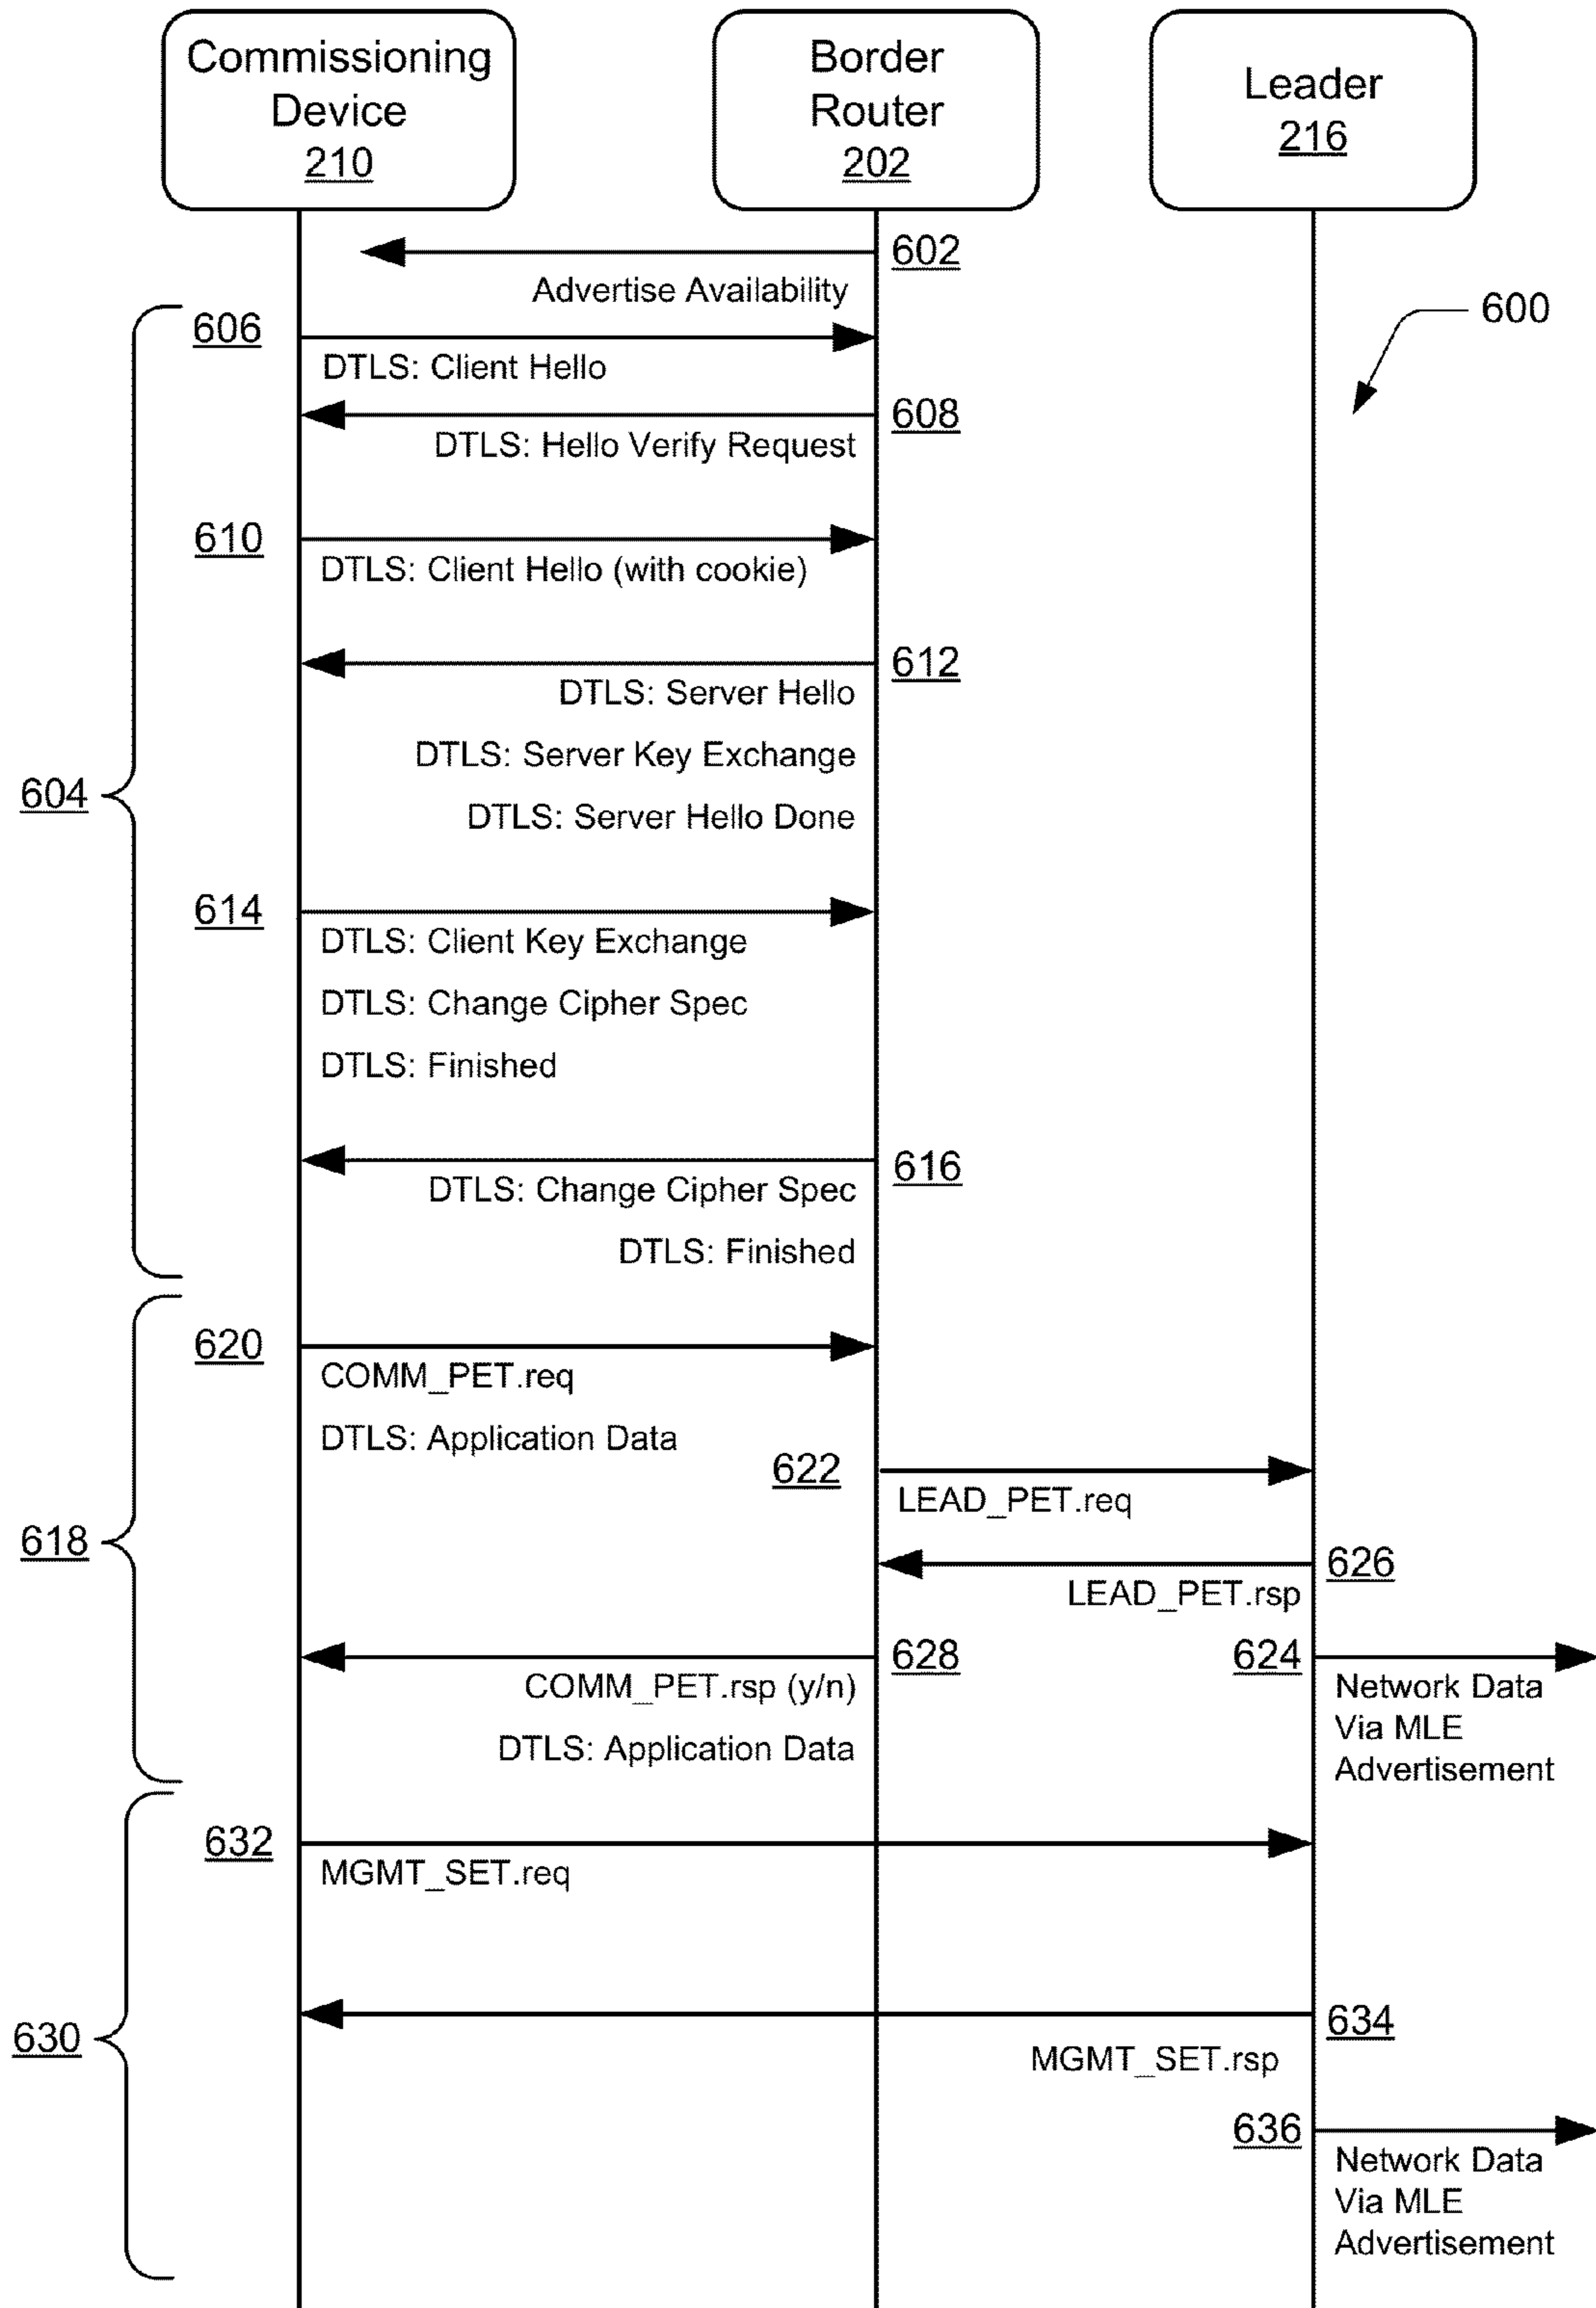 Commissioning
Device
210
Border
Router
202
Leader
216
602
Advertise Availability
600
606
DTLS: Client Hello
608
DTLS: Hello Verify Request
610
DTLS: Client Hello (with cookie)
612
DTLS: Server Hello
DTLS: Server Key Exchange
604
DTLS: Server Hello Done
614
DTLS: Client Key Exchange
DTLS: Change Cipher Spec
DTLS: Finished
616
DTLS: Change Cipher Spec
DTLS: Finished
620
COMM_PET.req
DTLS: Application Data
622
LEAD_PET.req
618
626
LEAD_PET.rsp
628
COMM_PET.rsp (y/n)
DTLS: Application Data
624
Network Data
Via MLE
Advertisement
632
MGMT_SET.req
630
634
MGMT_SET.rsp
636
Network Data
Via MLE
Advertisement